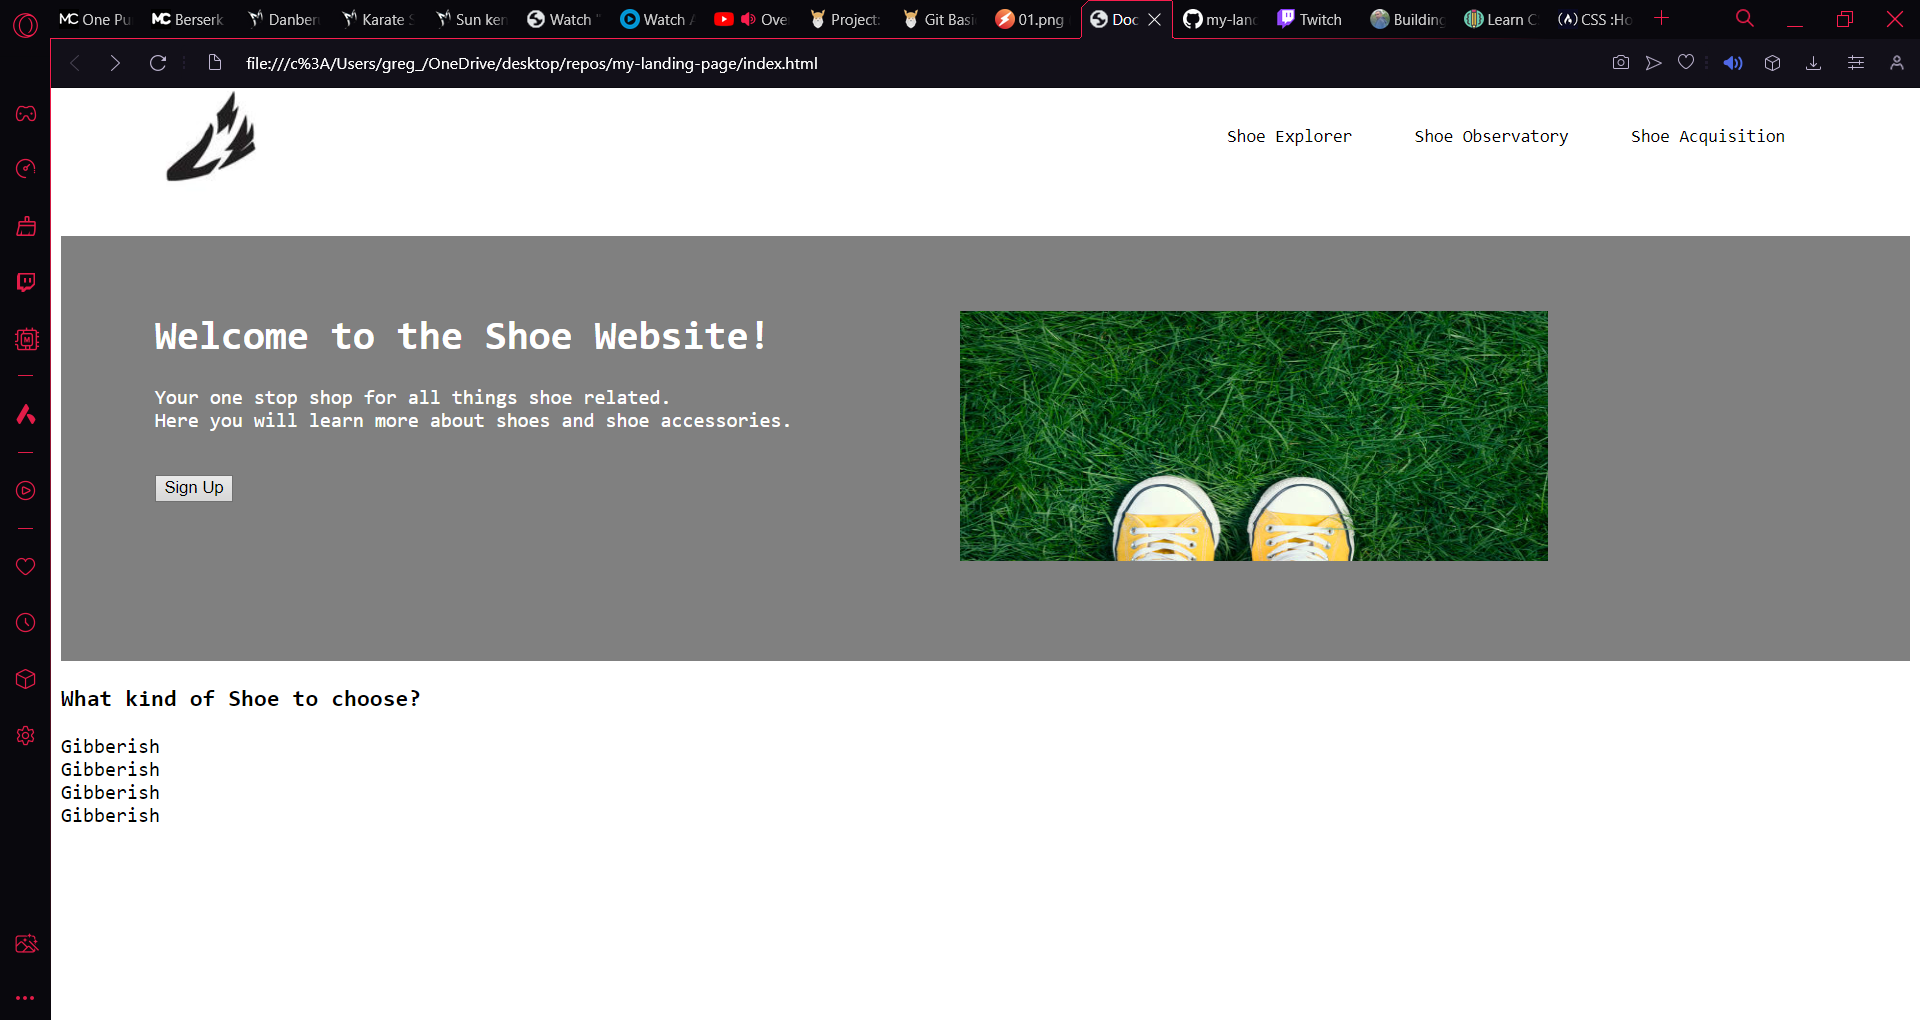 MC One Pu
MC Berserk
Danber
Karate S
Sun ken
Watch "
Watch A
Ove
Project:
Git Basi
01.png
Doc
my-lan
Twitch
Building
Learn C
CSS :Ho
file:///c%3A/Users/greg_/OneDrive/desktop/repos/my-landing-page/index.html
Shoe Explorer
Shoe Observatory
Shoe Acquisition
Welcome to the Shoe Website!
Your one stop shop for all things shoe related.
Here you will learn more about shoes and shoe accessories.
Sign Up
What kind of Shoe to choose?
Gibberish
Gibberish
Gibberish
Gibberish